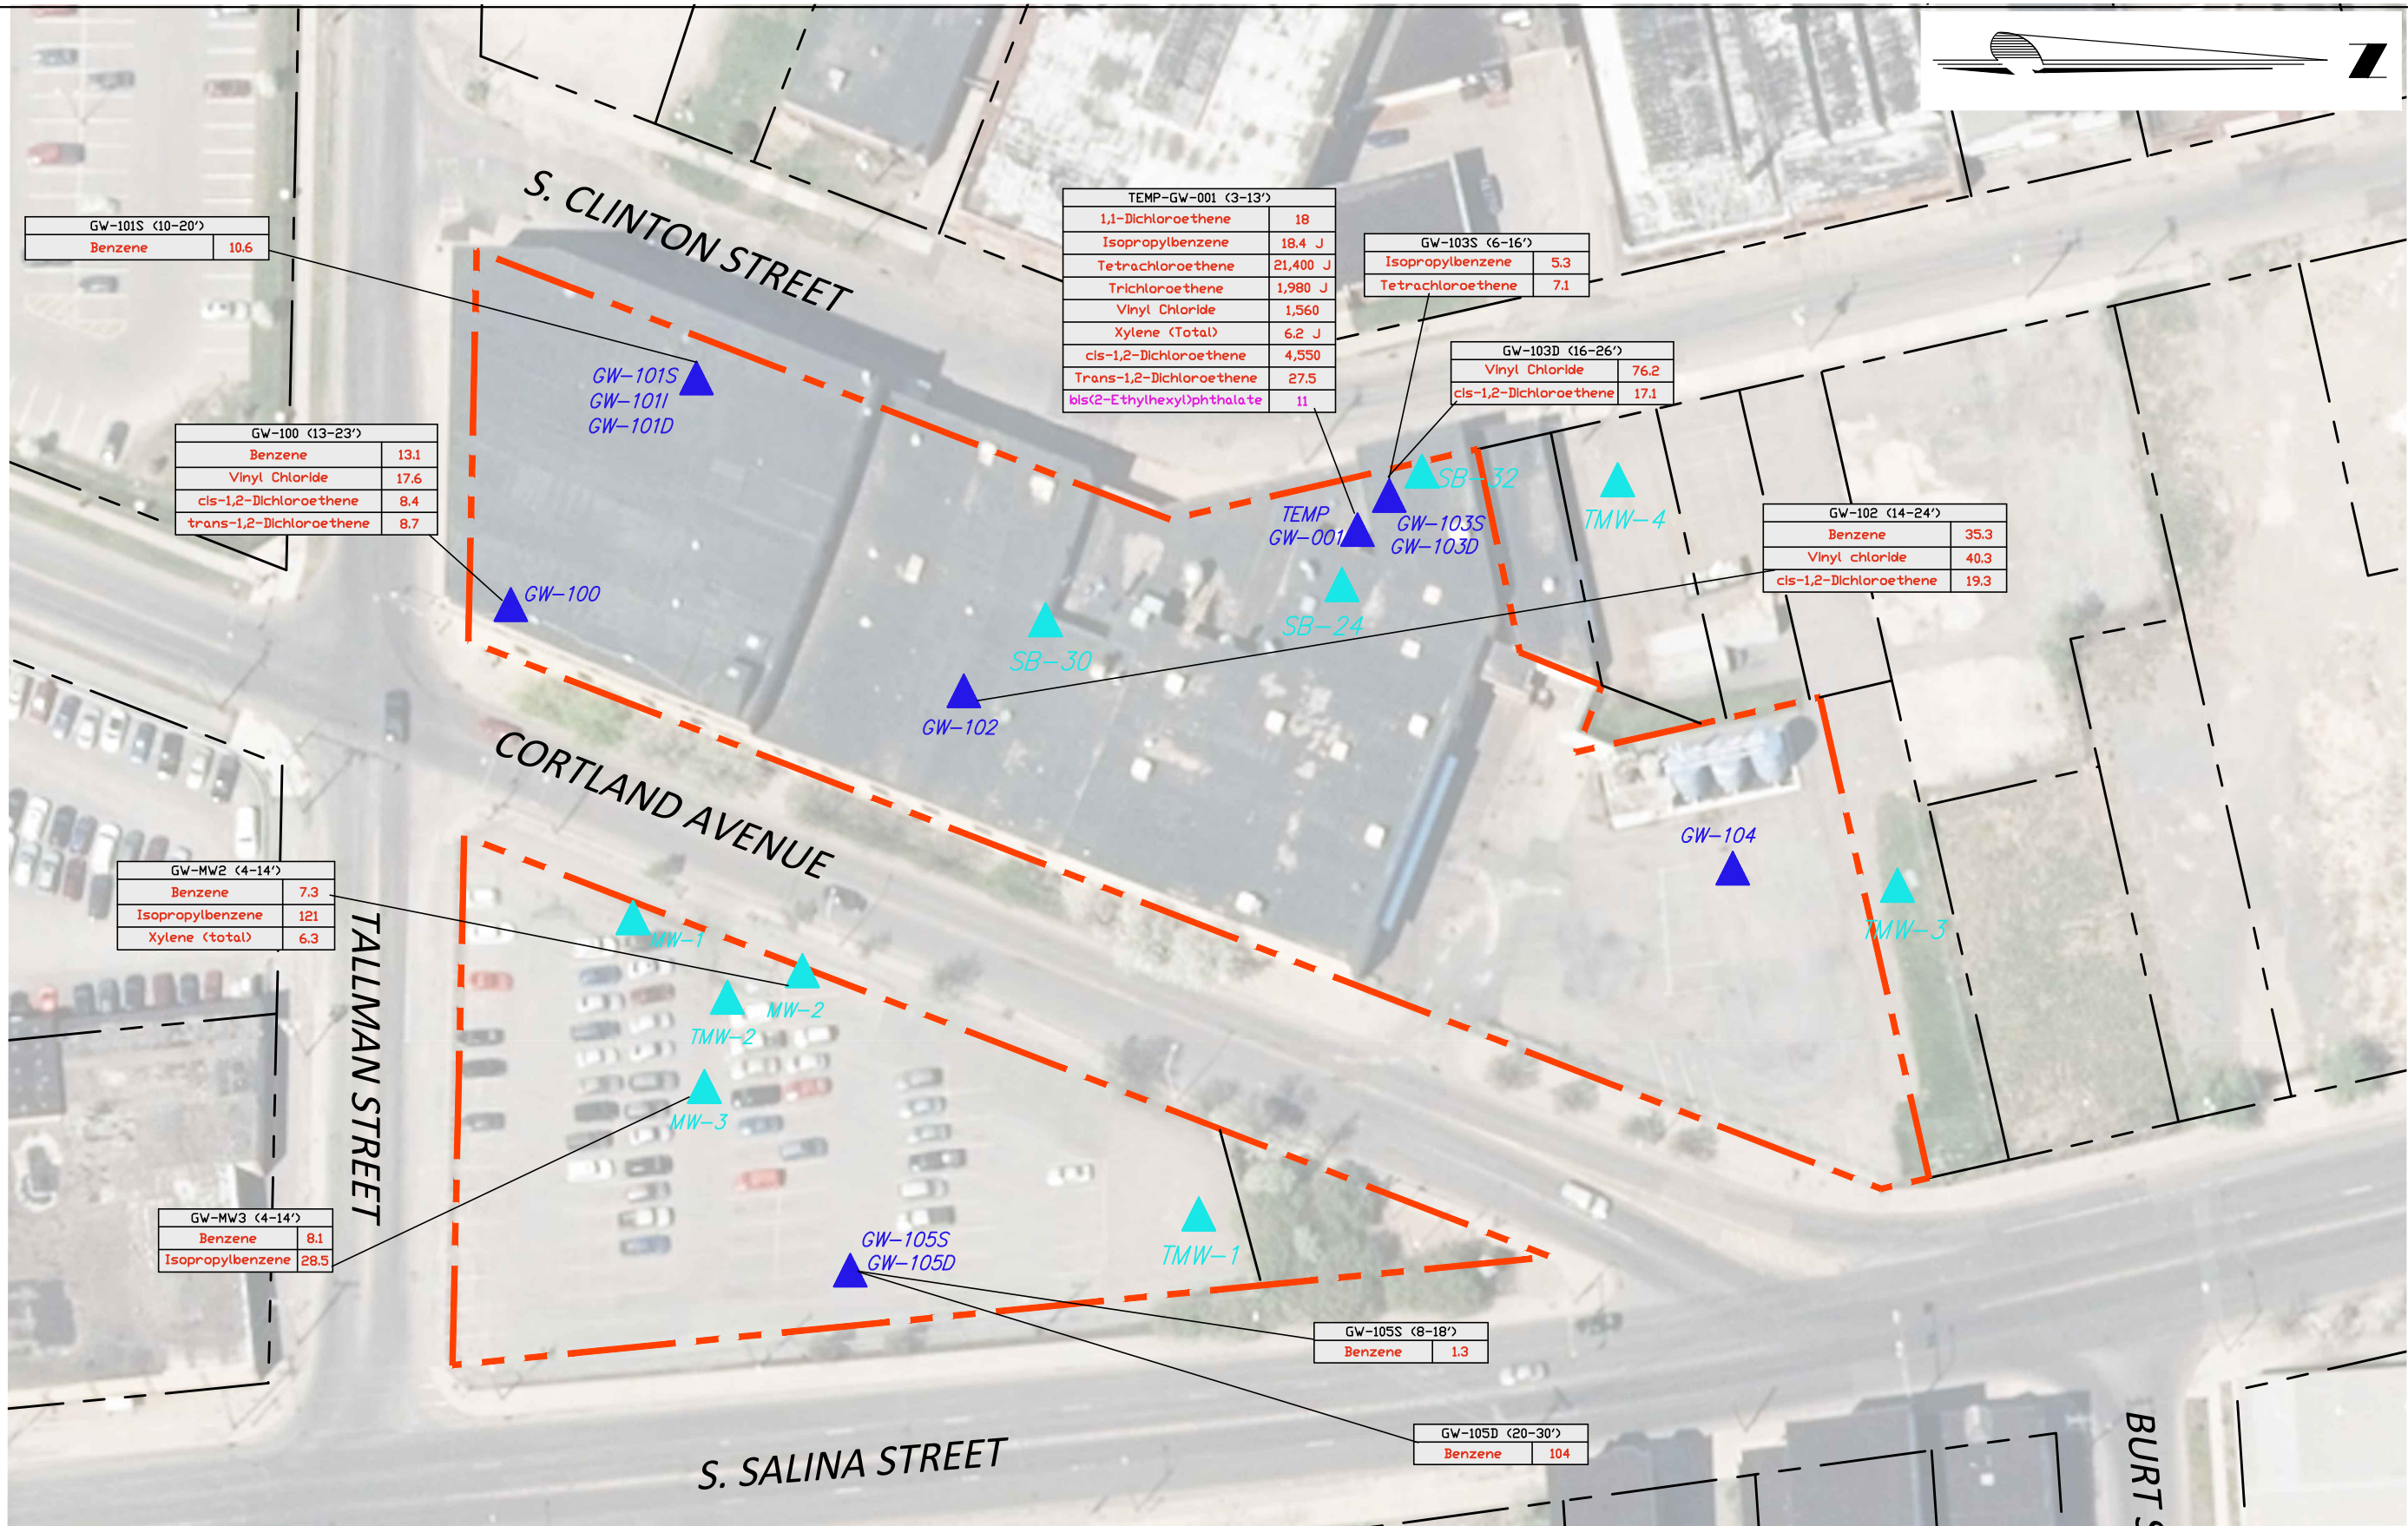 Z
S. CLINTON STREET
TEMP-GW-001 (3-13')
1,1-Dichloroethene 18
Isopropylbenzene 18.4 J
Tetrachloroethene 21,400 J
Trichloroethene 1,980 J
Vinyl Chloride 1,560
Xylene (Total) 6.2 J
cis-1,2-Dichloroethene 4,550
Trans-1,2-Dichloroethene 27.5
bis(2-Ethylhexyl)phthalate 11
GW-101S (10-20')
Benzene 10.6
GW-103S (6-16')
Isopropylbenzene 5.3
Tetrachloroethene 7.1
GW-103D (16-26')
Vinyl Chloride 76.2
cis-1,2-Dichloroethene 17.1
GW-101S
GW-101I
GW-101D
GW-100 (13-23')
Benzene 13.1
Vinyl Chloride 17.6
cis-1,2-Dichloroethene 8.4
trans-1,2-Dichloroethene 8.7
SB-32
TMW-4
TEMP
GW-001
GW-103S
GW-103D
GW-102 (14-24')
Benzene 35.3
Vinyl chloride 40.3
cis-1,2-Dichloroethene 19.3
GW-100
SB-24
SB-30
GW-102
CORTLAND AVENUE
GW-104
GW-MW2 (4-14')
Benzene 7.3
Isopropylbenzene 121
Xylene (total) 6.3
TALLMAN STREET
MW-1
TMW-3
MW-2
TMW-2
MW-3
GW-MW3 (4-14')
Benzene 8.1
Isopropylbenzene 28.5
GW-105S
GW-105D
TMW-1
GW-105S (8-18')
Benzene 1.3
GW-105D (20-30')
Benzene 104
S. SALINA STREET
BURT S